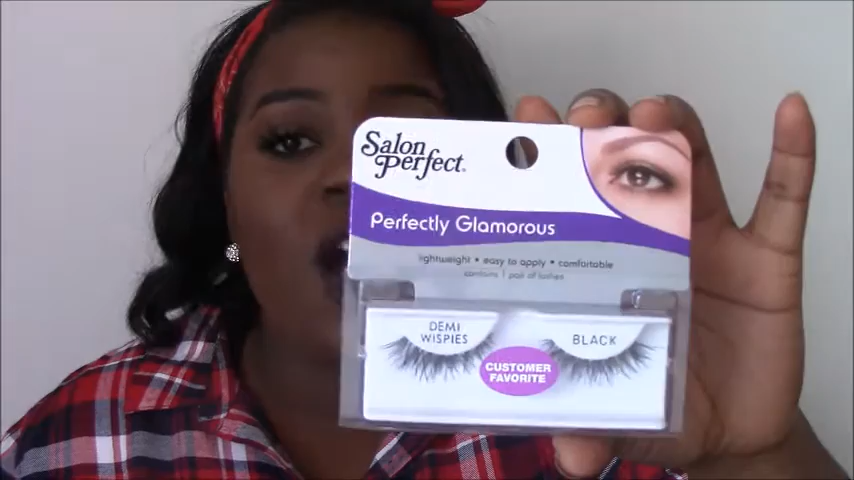 Salon
Perfect.
Perfectly Glamorous
lightweight • easy to apply • comfortable
contains 1 pair of lashes
DEMI
WISPIES
BLACK
CUSTOMER
FAVORITE